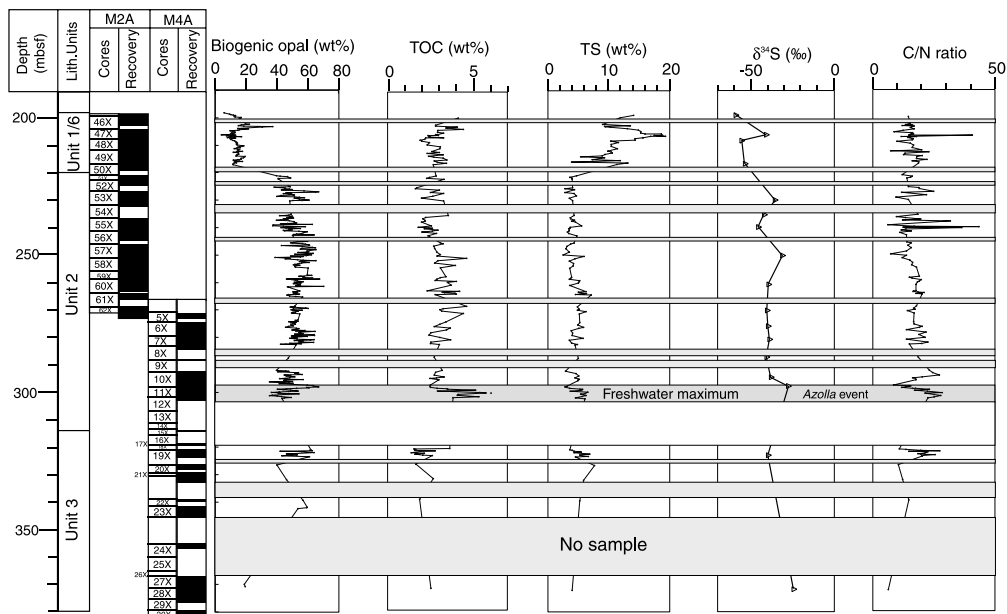 M2A M4A
Depth (mbsf)
Lith.Units
Cores
Recovery
Cores
Recovery
Biogenic opal (wt%)
TOC (wt%)
TS (wt%)
δ34S (‰)
C/N ratio
0 20 40 60 80
0 5
0 10 20
-50 0
0 50
200
250
300
350
Unit 1/6
Unit 2
Unit 3
46X
47X
48X
49X
50X
52X
53X
54X
55X
56X
57X
58X
59X
60X
61X
62X
5X
6X
7X
8X
9X
10X
11X
12X
13X
14X
15X
16X
17X
19X
20X
21X
22X
23X
24X
25X
26X
27X
28X
29X
Freshwater maximum
Azolla event
No sample